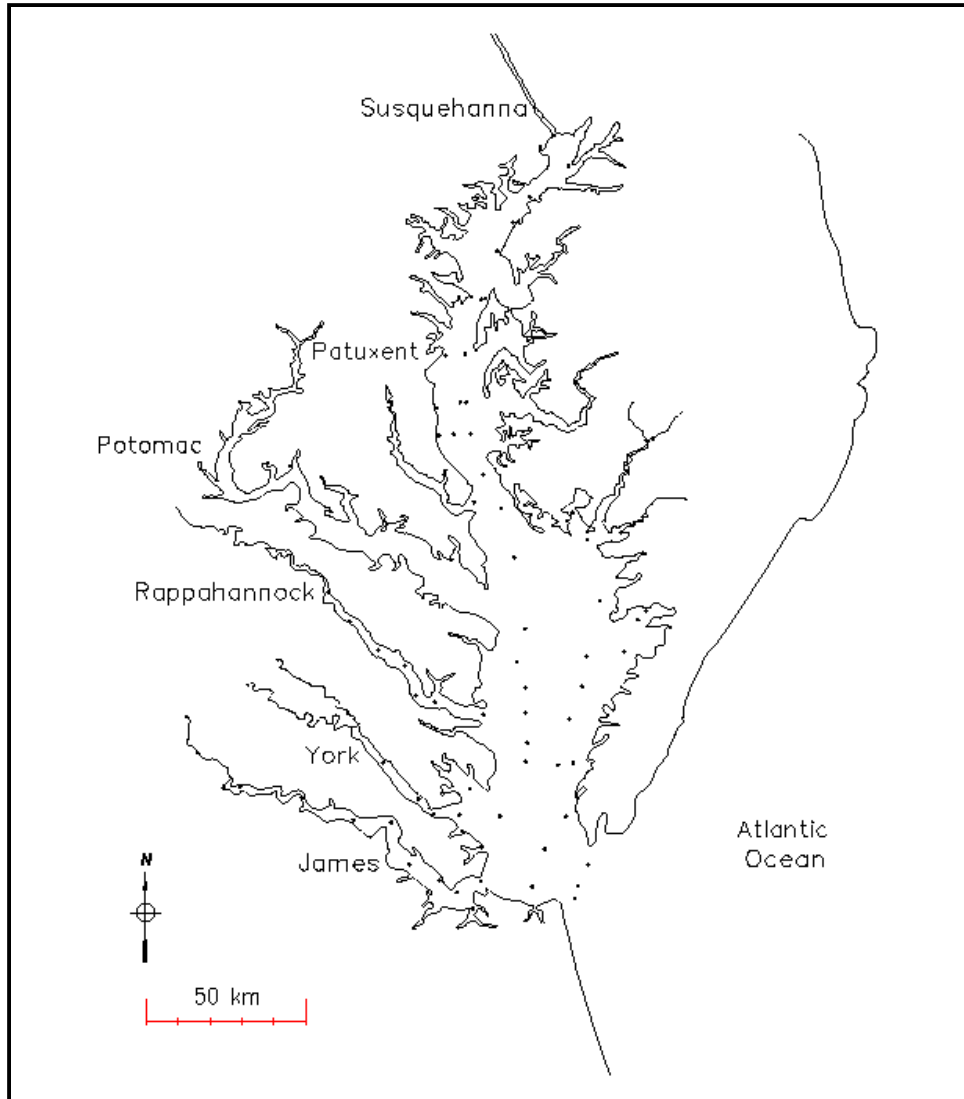 Susquehanna
Patuxent
Potomac
Rappahannock
York
James
Atlantic
Ocean
N
50 km